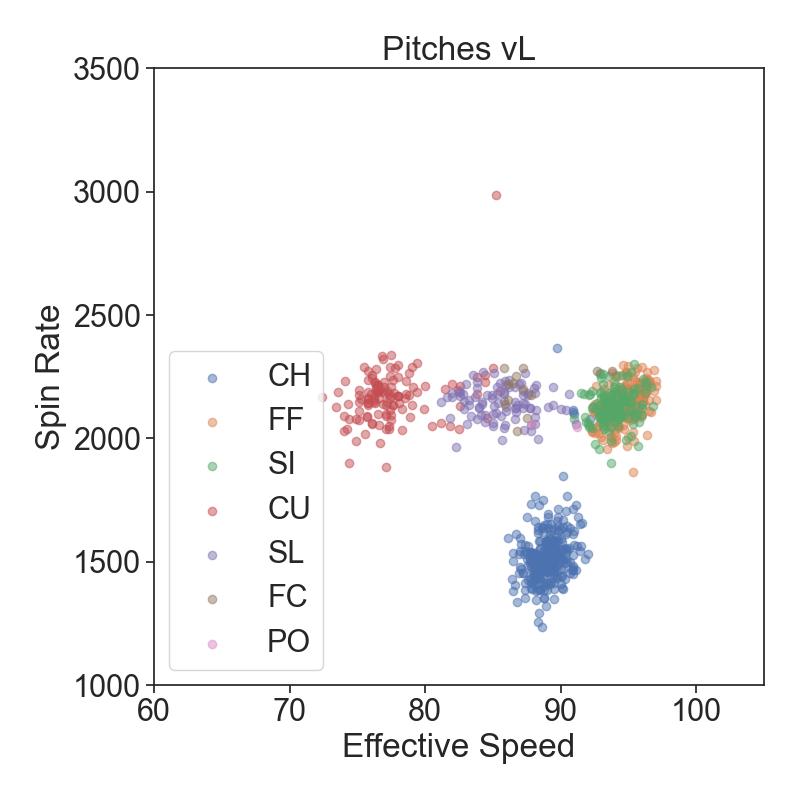 Pitches vL
3500
3000
2500
2000
1500
1000
Spin Rate
CH
FF
SI
CU
SL
FC
PO
60 70 80 90 100
Effective Speed